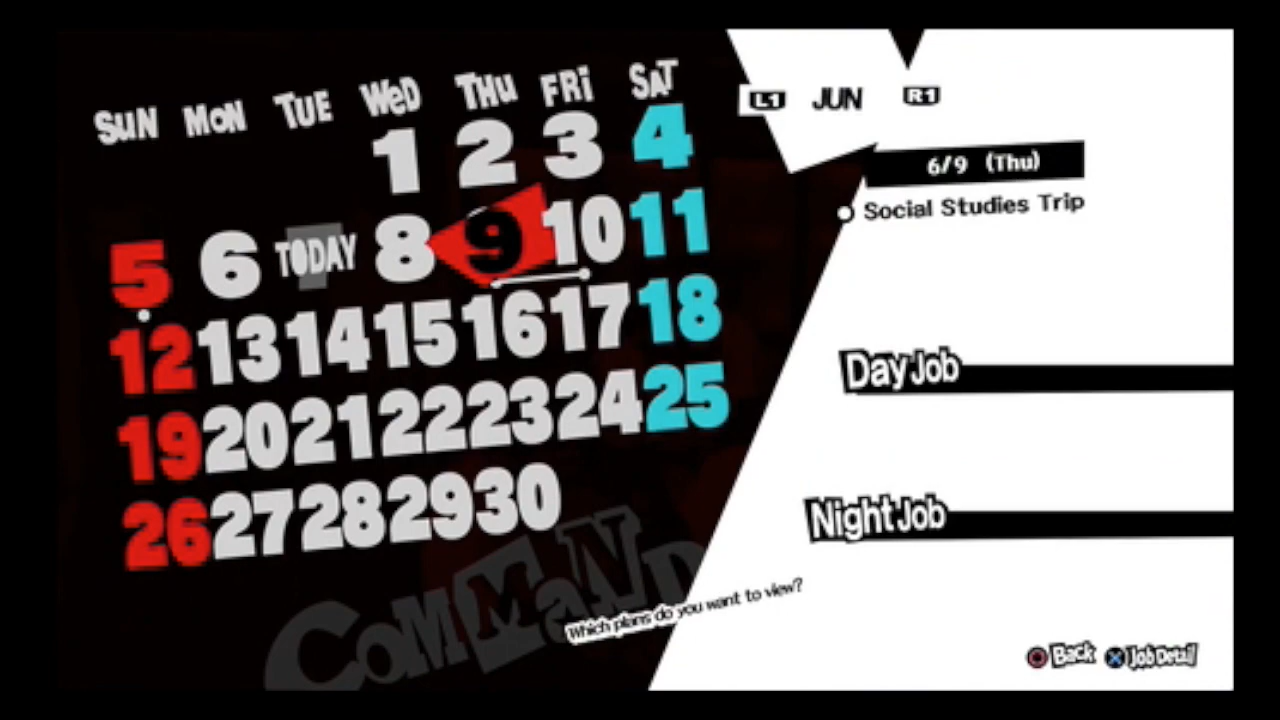 SUN MON TUE WED THU FRI SAT
1 2 3 4
5 6 TODAY 8 9 10 11
12 13 14 15 16 17 18
19 20 21 22 23 24 25
26 27 28 29 30
COMMAND
Which plans do you want to view?
L1 JUN R1
6/9 (Thu)
Social Studies Trip
Day Job
Night Job
Back Job Detail